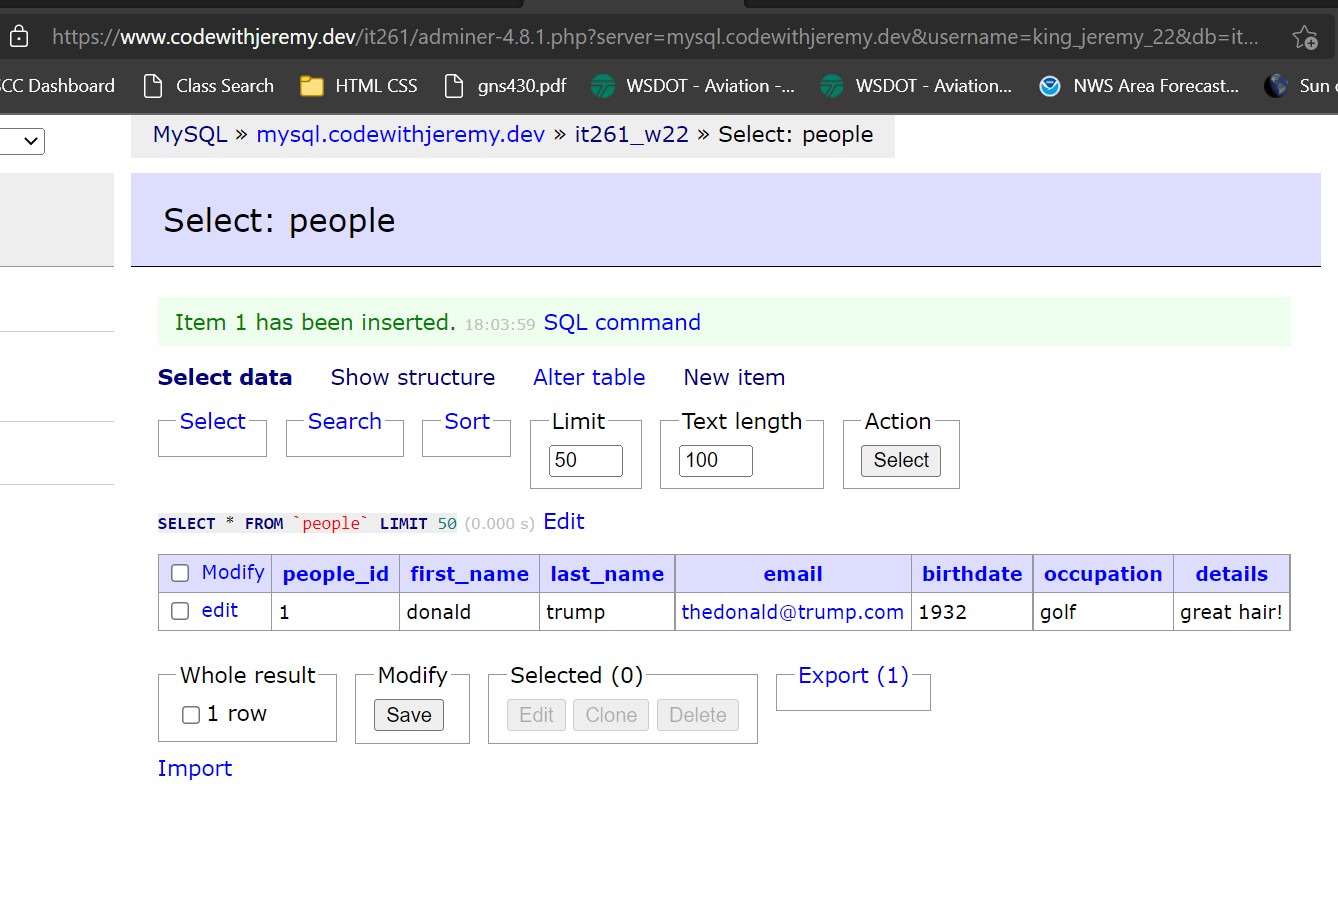 https://www.codewithjeremy.dev/it261/adminer-4.8.1.php?server=mysql.codewithjeremy.dev&username=king_jeremy_22&db=it...
CC Dashboard Class Search HTML CSS gns430.pdf WSDOT - Aviation -... WSDOT - Aviation... NWS Area Forecast... Sun
MySQL » mysql.codewithjeremy.dev » it261_w22 » Select: people
Select: people
Item 1 has been inserted. 18:03:59 SQL command
Select data Show structure Alter table New item
Select Search Sort Limit Text length Action
50 100 Select
SELECT * FROM `people` LIMIT 50 (0.000 s) Edit
Modify people_id first_name last_name email birthdate occupation details
edit 1 donald trump thedonald@trump.com 1932 golf great hair!
Whole result Modify Selected (0) Export (1)
1 row Save Edit Clone Delete
Import